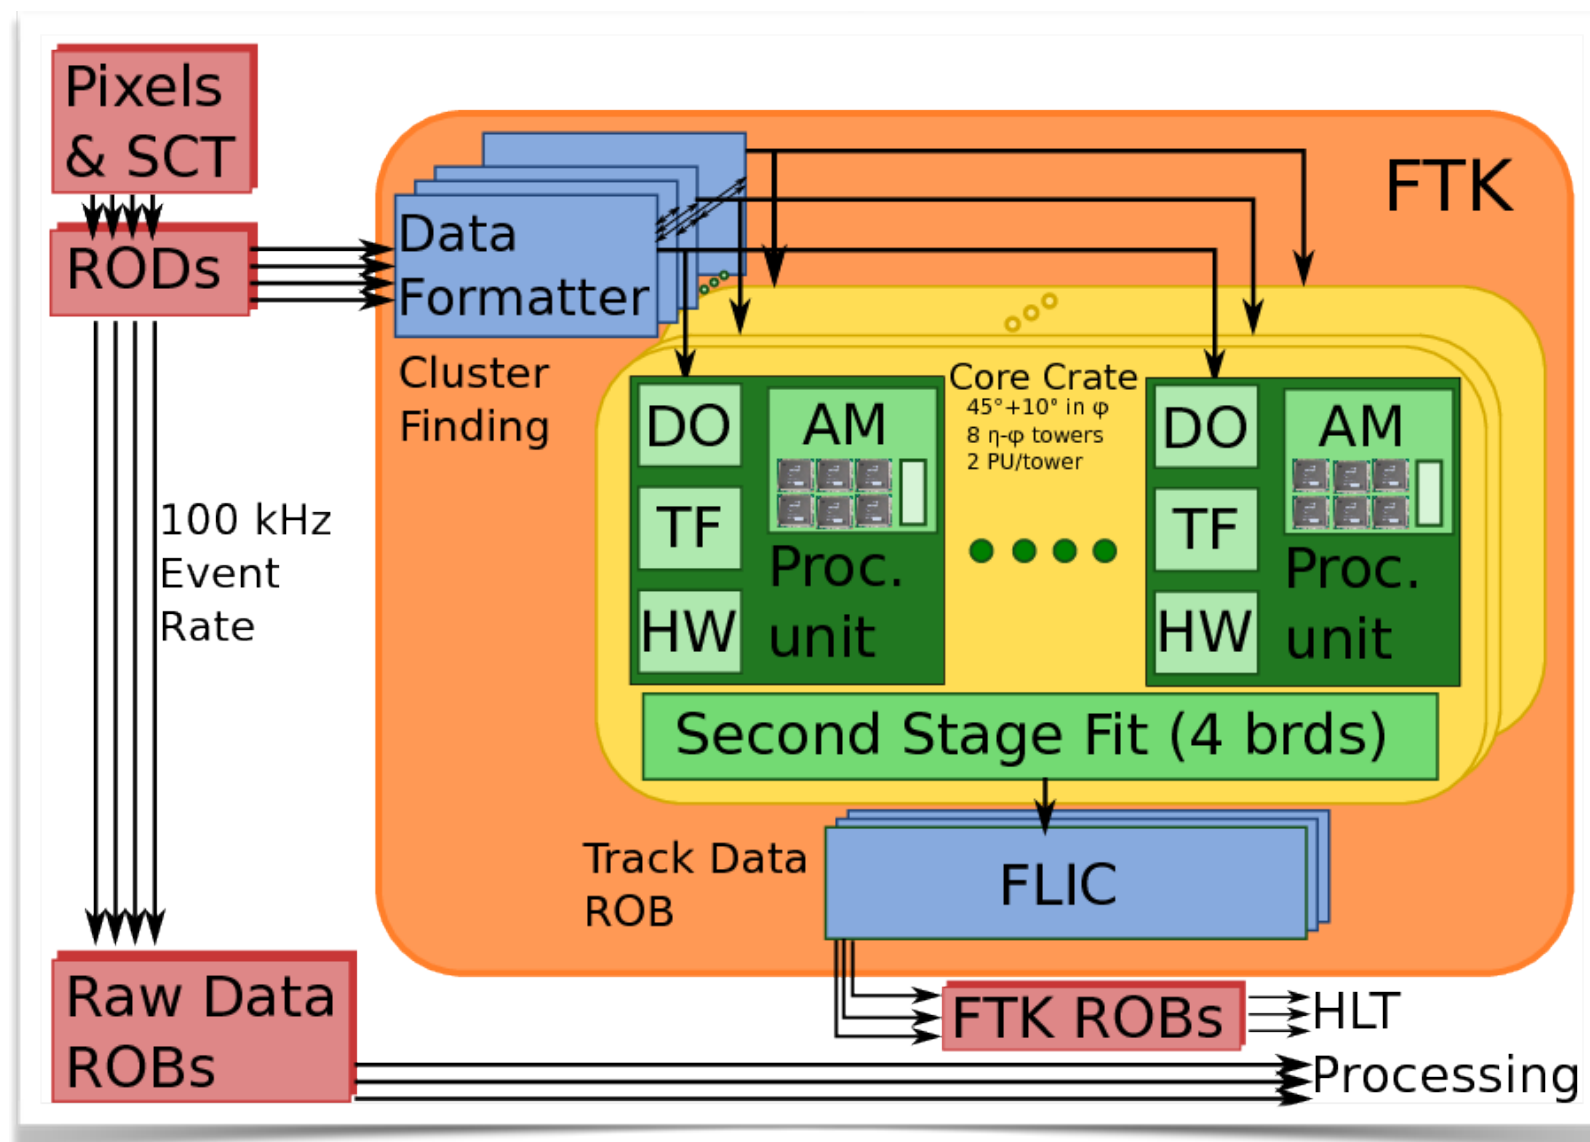 Pixels
& SCT
RODs
100 kHz
Event
Rate
Raw Data
ROBs
FTK
Data
Formatter
Cluster
Finding
Core Crate
45°+10° in φ
8 η-φ towers
2 PU/tower
DO
TF
HW
AM
Proc.
unit
DO
TF
HW
AM
Proc.
unit
Second Stage Fit (4 brds)
Track Data
ROB
FLIC
FTK ROBs
HLT
Processing